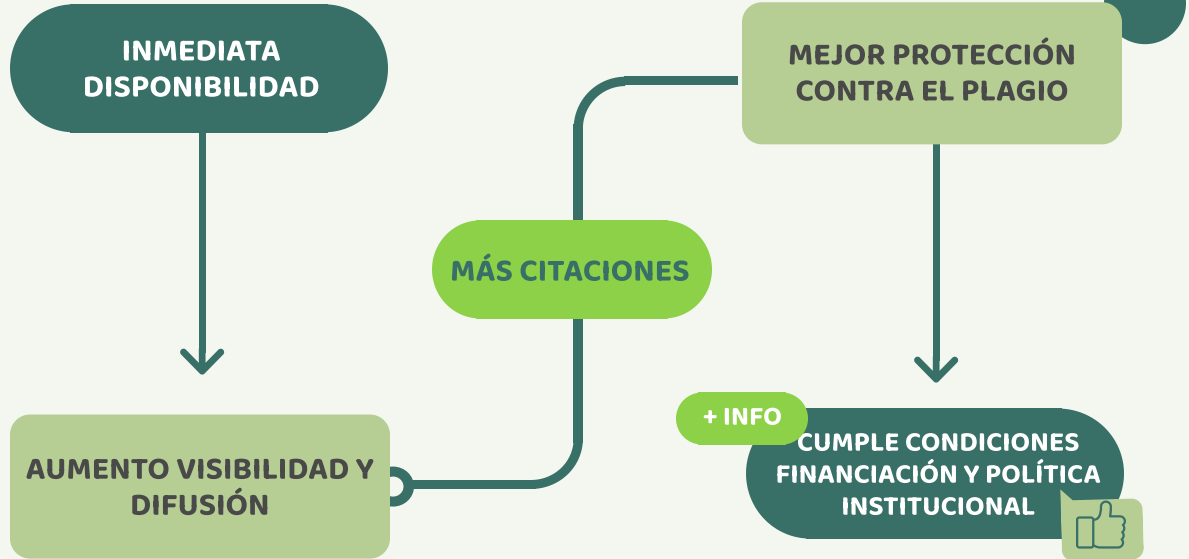 INMEDIATA
DISPONIBILIDAD
AUMENTO VISIBILIDAD Y
DIFUSIÓN
MÁS CITACIONES
MEJOR PROTECCIÓN
CONTRA EL PLAGIO
+ INFO
CUMPLE CONDICIONES
FINANCIACIÓN Y POLÍTICA
INSTITUCIONAL